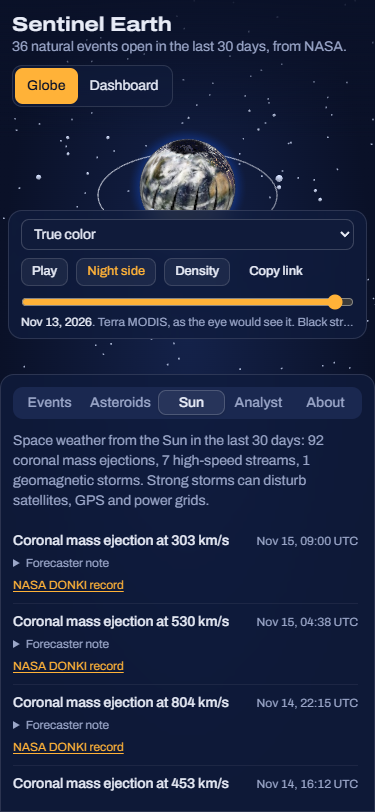 Sentinel Earth
36 natural events open in the last 30 days, from NASA.
Globe Dashboard
True color
Play Night side Density Copy link
Nov 13, 2026. Terra MODIS, as the eye would see it. Black str...
Events Asteroids Sun Analyst About
Space weather from the Sun in the last 30 days: 92
coronal mass ejections, 7 high-speed streams, 1
geomagnetic storms. Strong storms can disturb
satellites, GPS and power grids.
Coronal mass ejection at 303 km/s Nov 15, 09:00 UTC
Forecaster note
NASA DONKI record
Coronal mass ejection at 530 km/s Nov 15, 04:38 UTC
Forecaster note
NASA DONKI record
Coronal mass ejection at 804 km/s Nov 14, 22:15 UTC
Forecaster note
NASA DONKI record
Coronal mass ejection at 453 km/s Nov 14, 16:12 UTC